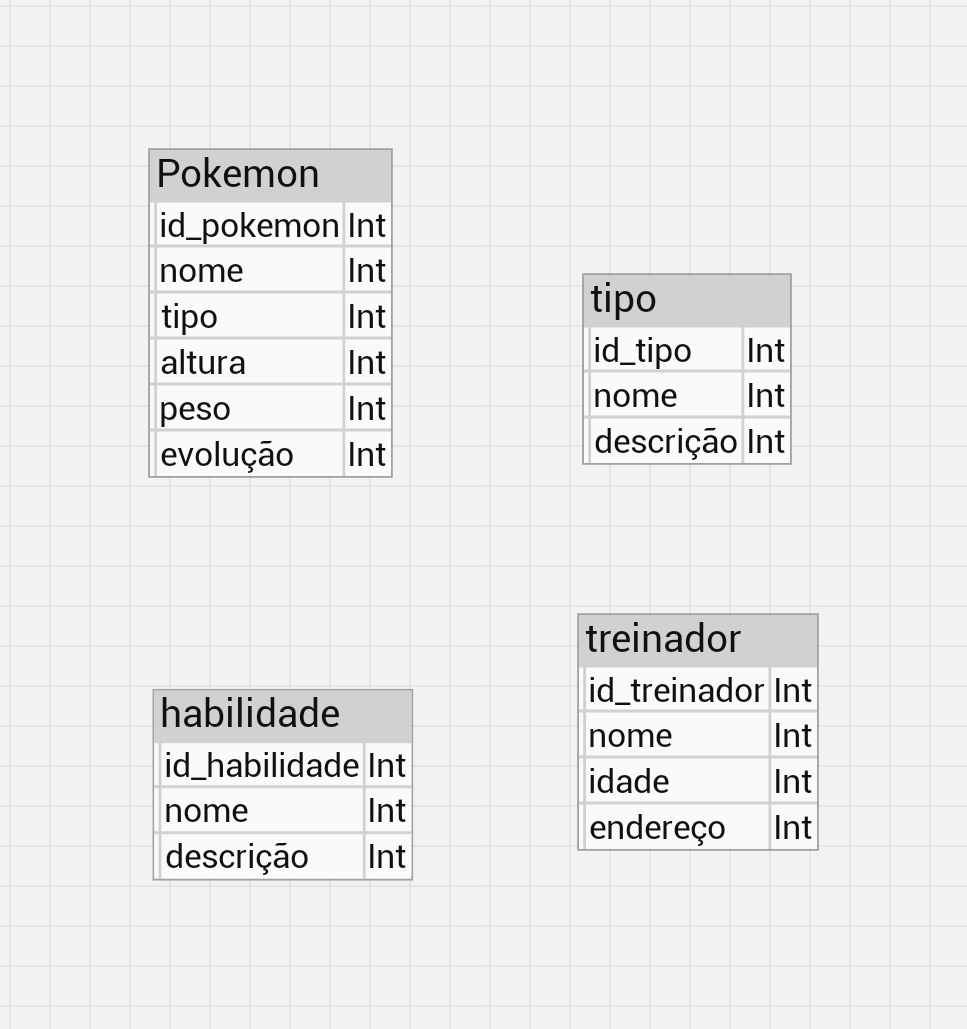 Pokemon
id_pokemon Int
nome Int
tipo Int
altura Int
peso Int
evolução Int
tipo
id_tipo Int
nome Int
descrição Int
habilidade
id_habilidade Int
nome Int
descrição Int
treinador
id_treinador Int
nome Int
idade Int
endereço Int